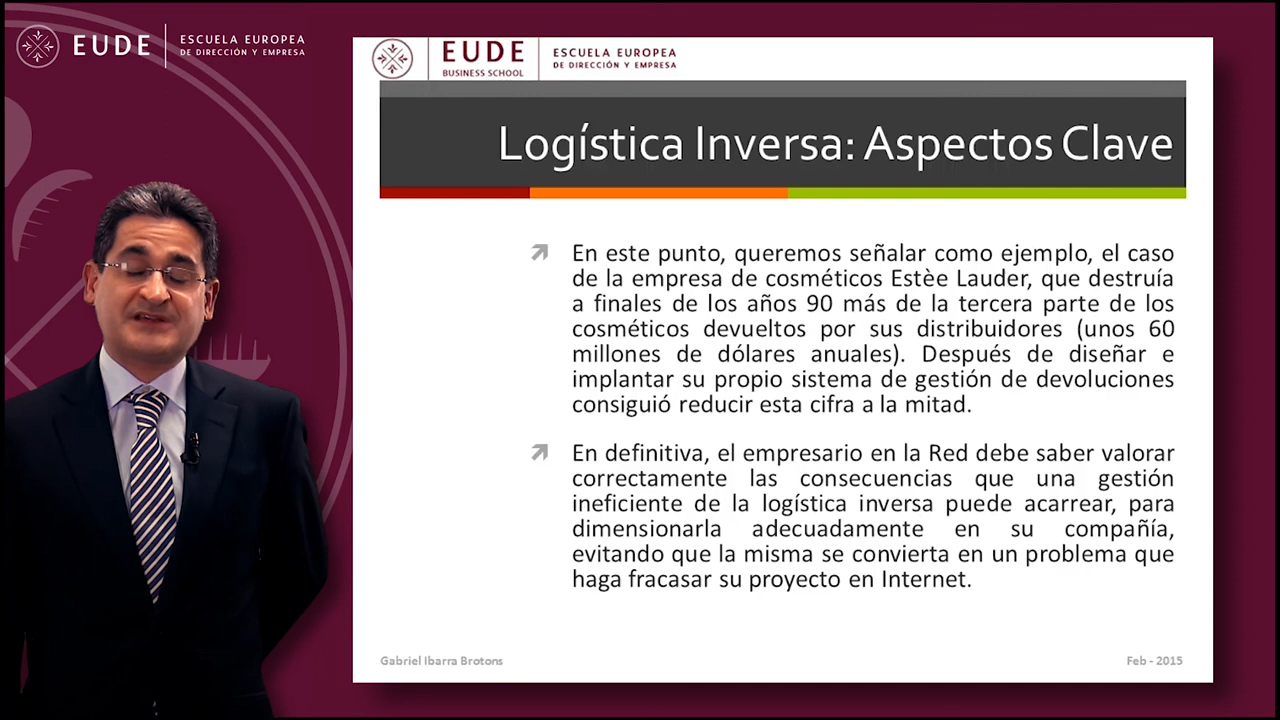 EUDE
ESCUELA EUROPEA
DE DIRECCIÓN Y EMPRESA
EUDE
BUSINESS SCHOOL
ESCUELA EUROPEA
DE DIRECCIÓN Y EMPRESA
Logística Inversa: Aspectos Clave
En este punto, queremos señalar como ejemplo, el caso
de la empresa de cosméticos Estèe Lauder, que destruía
a finales de los años 90 más de la tercera parte de los
cosméticos devueltos por sus distribuidores (unos 60
millones de dólares anuales). Después de diseñar e
implantar su propio sistema de gestión de devoluciones
consiguió reducir esta cifra a la mitad.
En definitiva, el empresario en la Red debe saber valorar
correctamente las consecuencias que una gestión
ineficiente de la logística inversa puede acarrear, para
dimensionarla adecuadamente en su compañía,
evitando que la misma se convierta en un problema que
haga fracasar su proyecto en Internet.
Gabriel Ibarra Brotons
Feb - 2015